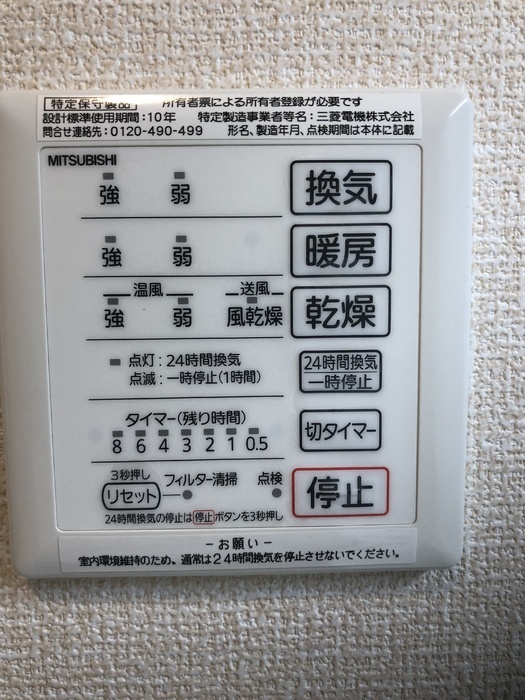 特定保守製品 所有者票による所有者登録が必要です
設計標準使用期間:10年 特定製造事業者等名:三菱電機株式会社
問合せ連絡先:0120-490-499 形名、製造年月、点検期間は本体に記載
MITSUBISHI
強 弱 換気
強 弱 暖房
温風 送風
強 弱 風乾燥 乾燥
点灯:24時間換気
点滅:一時停止(1時間)
24時間換気
一時停止
タイマー(残り時間)
8 6 4 3 2 1 0.5
切タイマー
3秒押し
リセット フィルター清掃 点検
停止
24時間換気の停止は停止ボタンを3秒押し
-お願い-
室内環境維持のため、通常は24時間換気を停止させないでください。